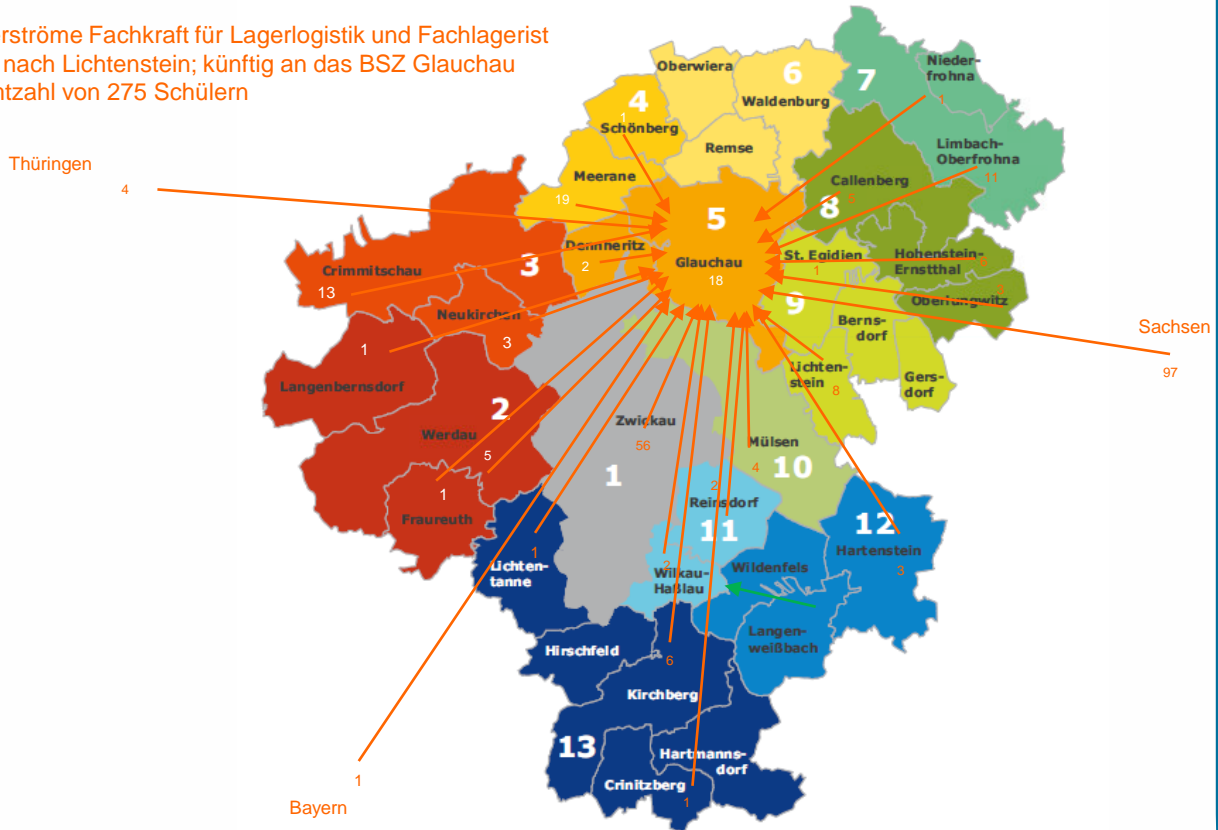 erströme Fachkraft für Lagerlogistik und Fachlagerist
nach Lichtenstein; künftig an das BSZ Glauchau
ntzahl von 275 Schülern
Thüringen
4
Oberwiera
6
Waldenburg
7
Nieder-
frohna
1
4
1
Schönberg
Remse
Limbach-
Oberfrohna
11
Meerane
19
Callenberg
5
8
5
Dennheritz
2
Glauchau
18
St. Egidien
1
Hohenstein-
Ernstthal
Oberlungwitz
3
Crimmitschau
13
Neukirchen
3
9
Berns-
dorf
Gers-
dorf
Lichten-
stein
8
Sachsen
97
1
Langenbernsdorf
2
Werdau
5
1
Fraureuth
Zwickau
56
1
Mülsen
4
10
2
Reinsdorf
11
12
Hartenstein
3
1
Lichten-
tanne
2
Wilkau-
Haßlau
Wildenfels
Langen-
weißbach
Hirschfeld
6
Kirchberg
13
Hartmanns-
dorf
Crinitzberg
1
1
Bayern